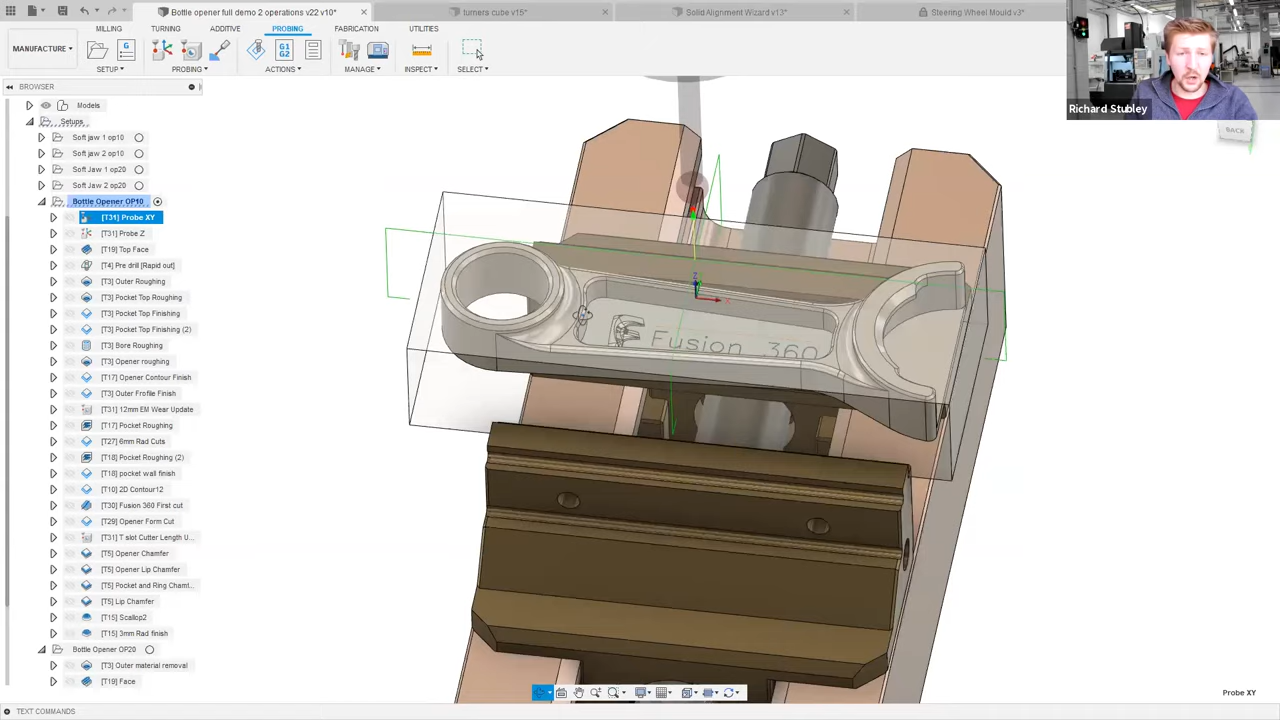 Bottle opener full demo 2 operations v22 v10*
turners cube v15*
Solid Alignment Wizard v13*
Steering Wheel Mould v3*
MILLING TURNING ADDITIVE PROBING FABRICATION UTILITIES
MANUFACTURE
G1
G2
SETUP PROBING ACTIONS MANAGE INSPECT SELECT
BROWSER
Models
Setups
Soft jaw 1 op10
Soft jaw 2 op10
Soft Jaw 1 op20
Soft Jaw 2 op20
Bottle Opener OP10
[T31] Probe XY
[T31] Probe Z
[T19] Top Face
[T4] Pre drill [Rapid out]
[T3] Outer Roughing
[T3] Pocket Top Roughing
[T3] Pocket Top Finishing
[T3] Pocket Top Finishing (2)
[T3] Bore Roughing
[T3] Opener roughing
[T17] Opener Contour Finish
[T3] Outer Frofile Finish
[T31] 12mm EM Wear Update
[T17] Pocket Roughing
[T27] 6mm Rad Cuts
[T18] Pocket Roughing (2)
[T18] pocket wall finish
[T10] 2D Contour12
[T30] Fusion 360 First cut
[T29] Opener Form Cut
[T31] T slot Cutter Length U...
[T5] Opener Chamfer
[T5] Opener Lip Chamfer
[T5] Pocket and Ring Chamf...
[T5] Lip Chamfer
[T15] Scallop2
[T15] 3mm Rad finish
Bottle Opener OP20
[T3] Outer material removal
[T19] Face
Fusion 360
Z
X
BACK
Richard Stubley
Probe XY
TEXT COMMANDS